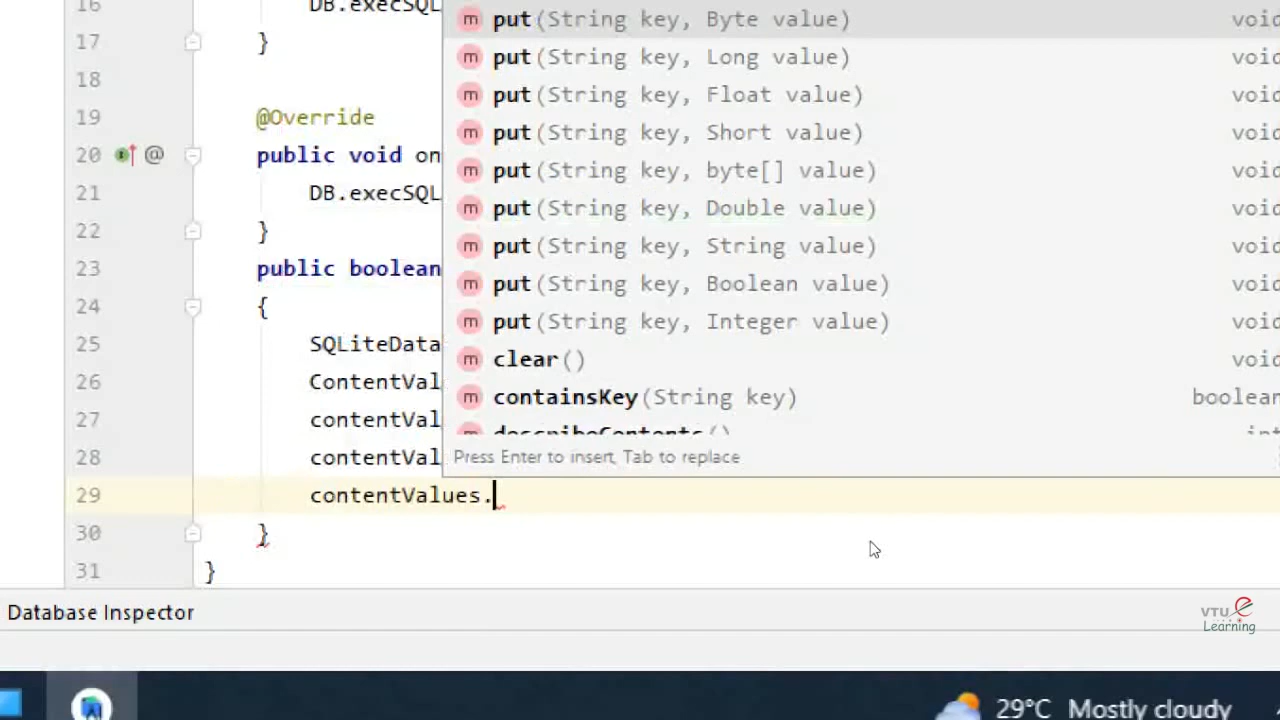 16 DB.execSQL
17 }
18
19 @Override
20 @ public void on
21 DB.execSQL
22 }
23 public boolean
24 {
25 SQLiteData
26 ContentVal
27 contentVal
28 contentVal
29 contentValues.
30 }
31 }
m put(String key, Byte value) void
m put(String key, Long value) void
m put(String key, Float value) void
m put(String key, Short value) void
m put(String key, byte[] value) void
m put(String key, Double value) void
m put(String key, String value) void
m put(String key, Boolean value) void
m put(String key, Integer value) void
m clear() void
m containsKey(String key) boolean
m describeContents() int
Press Enter to insert, Tab to replace
Database Inspector
VTU e
Learning
29°C Mostly cloudy